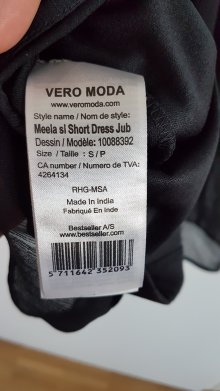 VERO MODA
www.veromoda.com
Style name / Nom de style:
Meela sl Short Dress Jub
Dessin / Modèle: 10088392
Size / Taille : S / P
CA number / Numero de TVA:
4264134
RHG-MSA
Made In India
Fabriqué En Inde
Bestseller A/S
www.bestseller.com
5 711642 352093